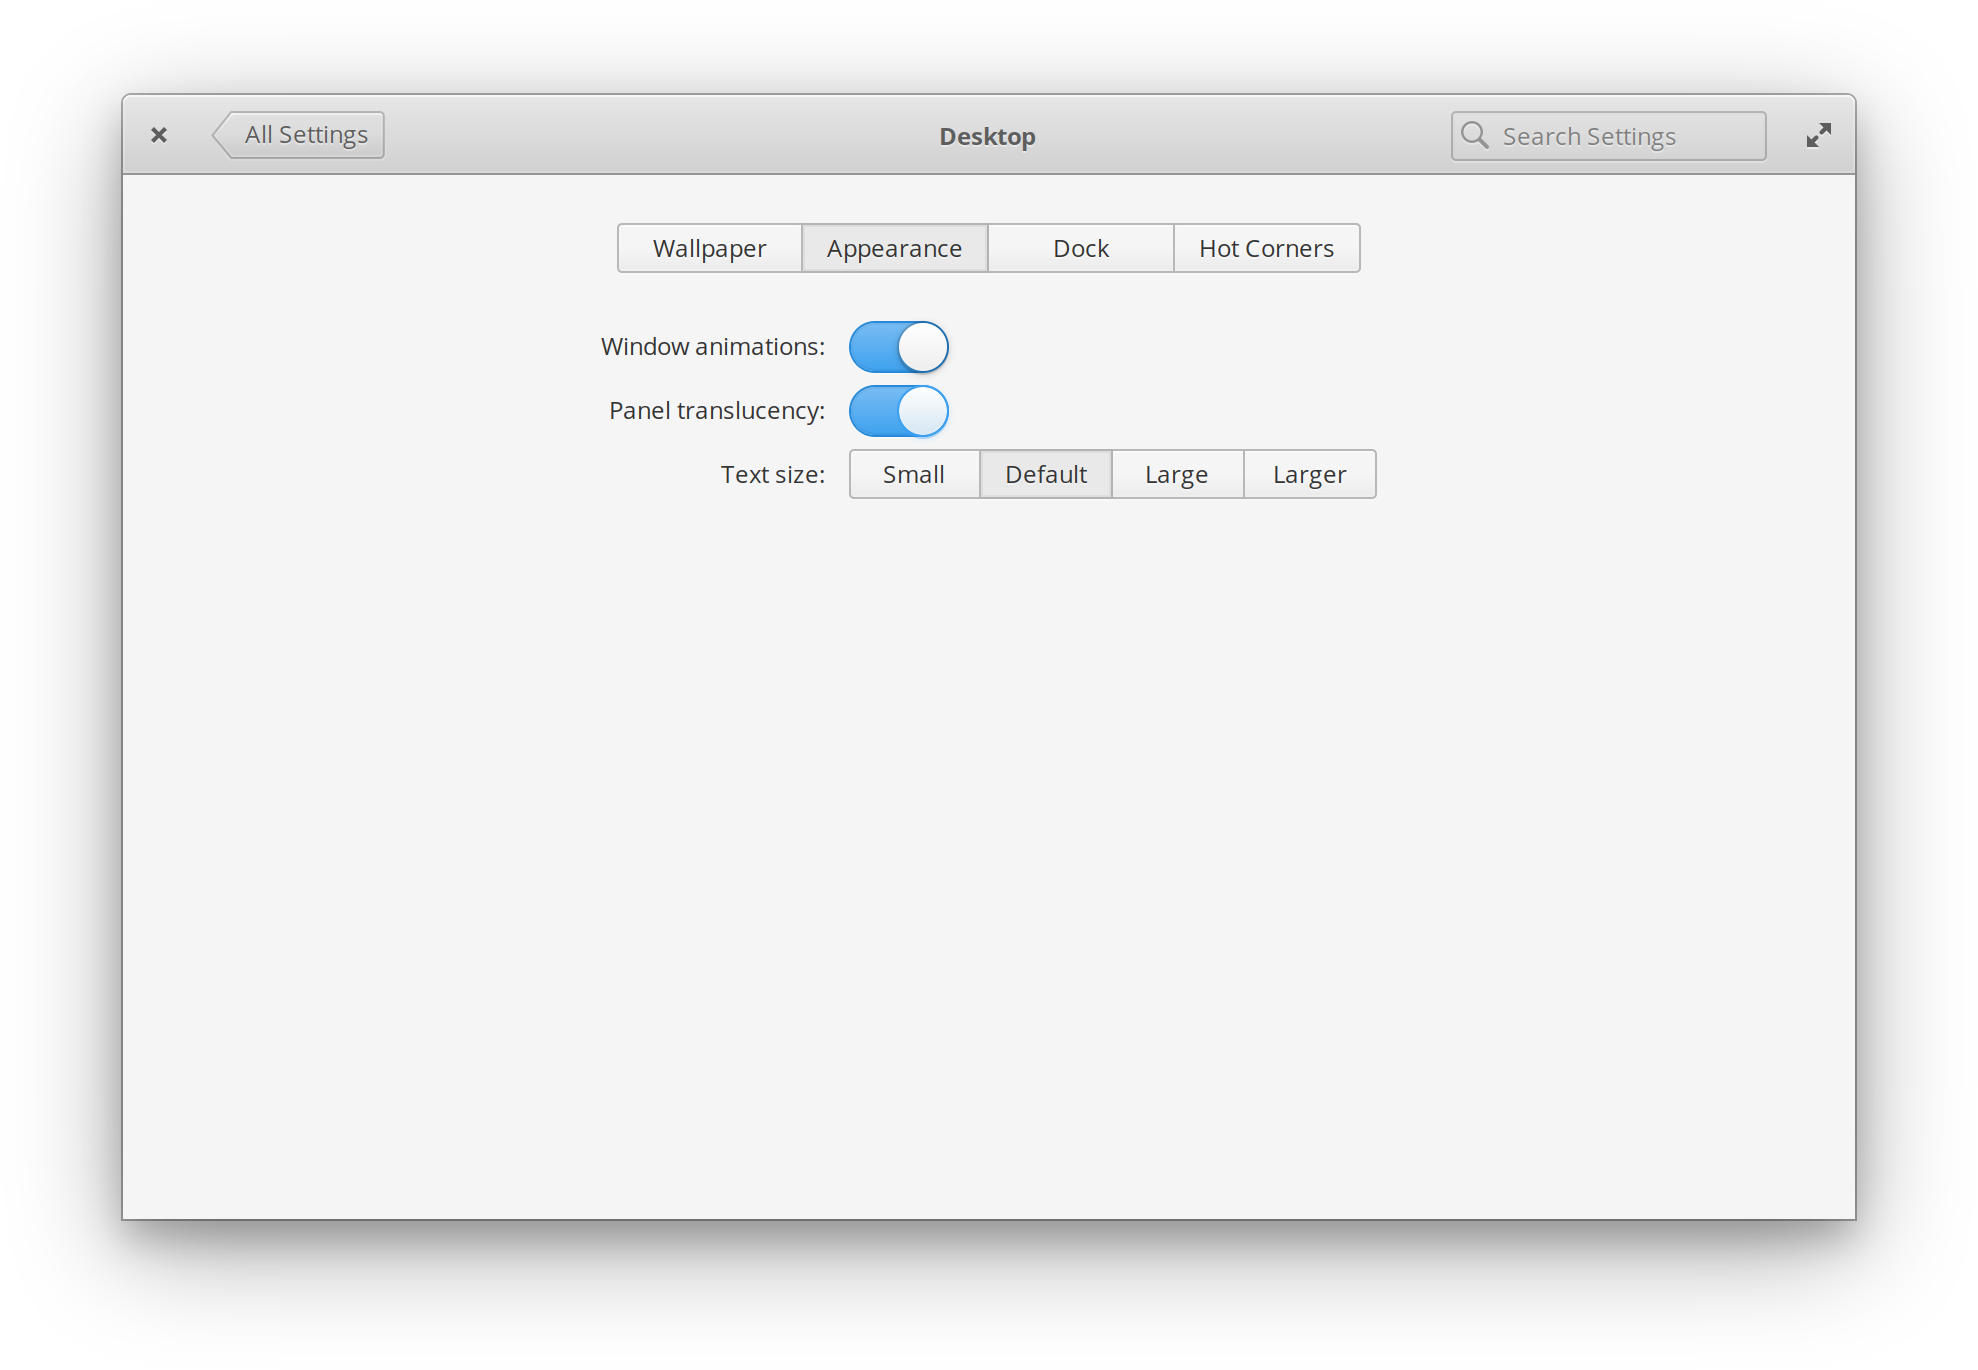 All Settings
Desktop
Search Settings
Wallpaper
Appearance
Dock
Hot Corners
Window animations:
Panel translucency:
Text size:
Small
Default
Large
Larger